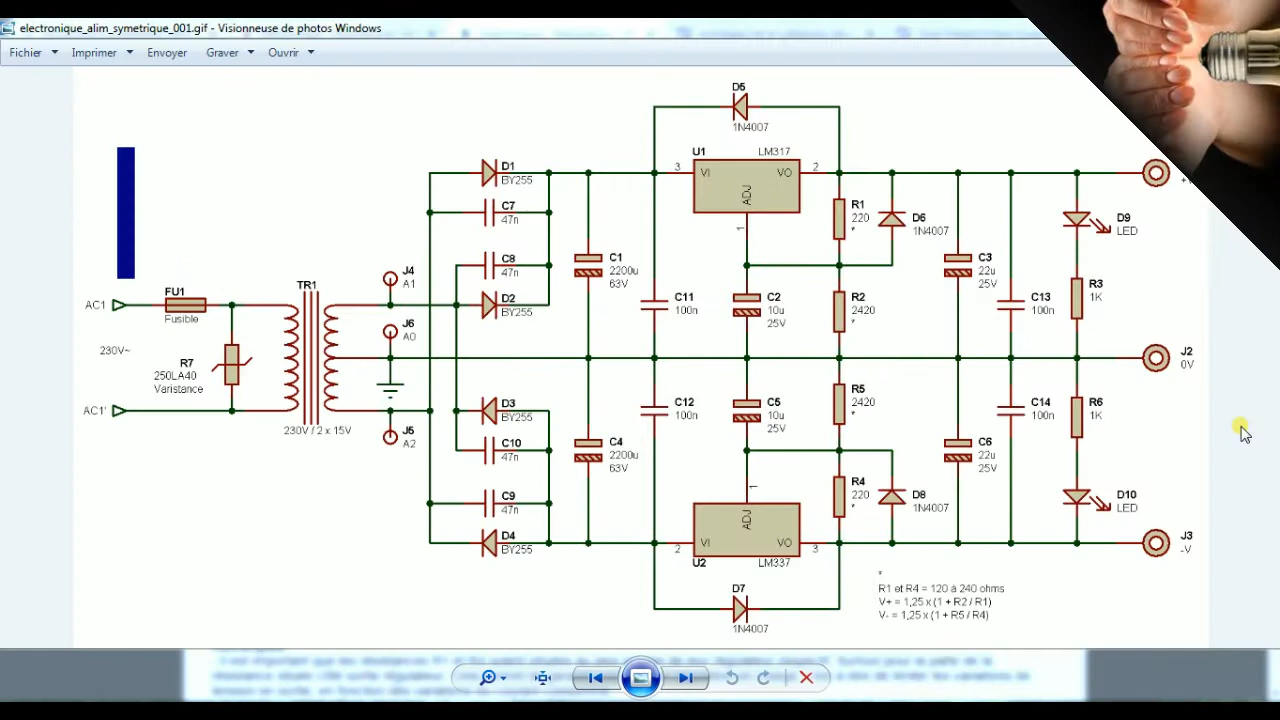 electronique_alim_symetrique_001.gif - Visionneuse de photos Windows
Fichier Imprimer Envoyer Graver Ouvrir
D5
1N4007
U1 LM317
3 VI VO 2
ADJ
1
D1
BY255
C7
47n
C8
47n
D2
BY255
J4
A1
J6
A0
J5
A2
TR1
230V / 2 x 15V
AC1
FU1
Fusible
230V~
R7
250LA40
Varistance
AC1'
D3
BY255
C10
47n
C9
47n
D4
BY255
C1
2200u
63V
C4
2200u
63V
C11
100n
C12
100n
C2
10u
25V
C5
10u
25V
R1
220
*
D6
1N4007
R2
2420
*
R5
2420
*
R4
220
*
D8
1N4007
C3
22u
25V
C6
22u
25V
C13
100n
C14
100n
D9
LED
R3
1K
R6
1K
D10
LED
J2
0V
J3
-V
1
ADJ
2 VI VO 3
U2 LM337
D7
1N4007
*
R1 et R4 = 120 à 240 ohms
V+ = 1,25 x (1 + R2 / R1)
V- = 1,25 x (1 + R5 / R4)